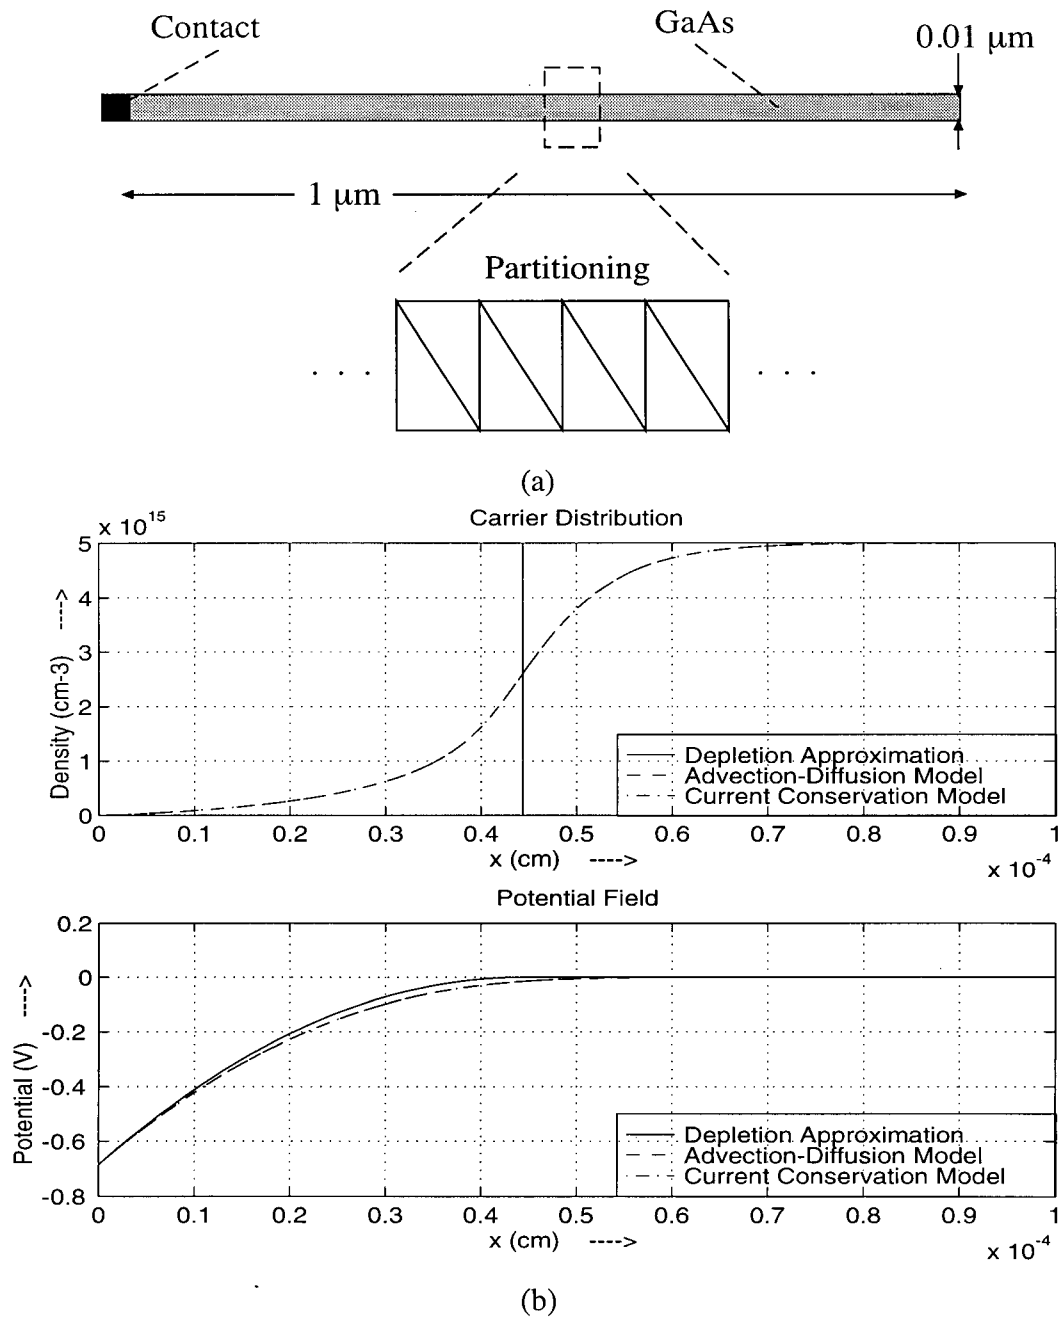 Contact
GaAs
0.01 μm
1 μm
Partitioning
. . .
. . .
(a)
x 10^15
Carrier Distribution
5
4
3
2
1
0
Density (cm-3) ---->
Depletion Approximation
Advection-Diffusion Model
Current Conservation Model
0 0.1 0.2 0.3 0.4 0.5 0.6 0.7 0.8 0.9 1
x (cm) ---->
x 10^-4
Potential Field
0.2
0
-0.2
-0.4
-0.6
-0.8
Potential (V) ---->
Depletion Approximation
Advection-Diffusion Model
Current Conservation Model
0 0.1 0.2 0.3 0.4 0.5 0.6 0.7 0.8 0.9 1
x (cm) ---->
x 10^-4
(b)